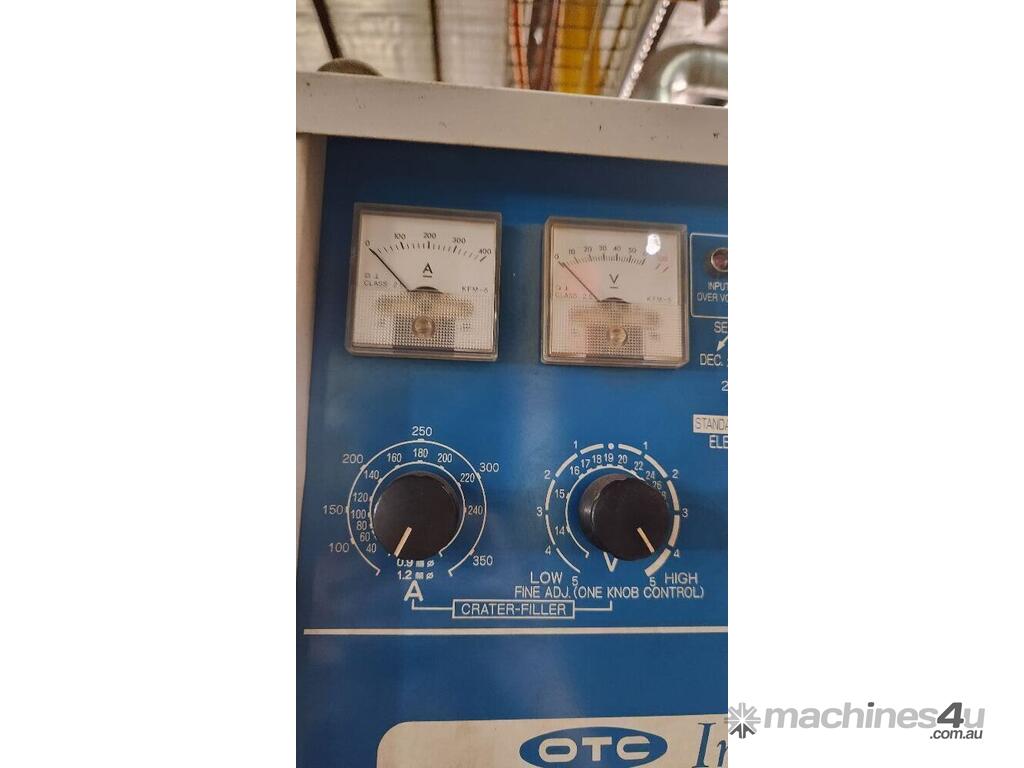 0 100 200 300 400
A
CLASS 2
KFM-6
0 10 20 30 40 50
V
CLASS 2
KFM-6
INPUT
OVER VO
SE
DEC.
2
STANDA
ELE
250
200 300
150
100 350
160 180 200
140 220
120
100 240
80
60
40
0.9 ø
1.2 ø
A
1 1
2 2
3 3
4 4
5 5
16 17 18 19 20 22
15 24
26
14
LOW V HIGH
FINE ADJ. (ONE KNOB CONTROL)
CRATER-FILLER
OTC In
machines4u
.com.au